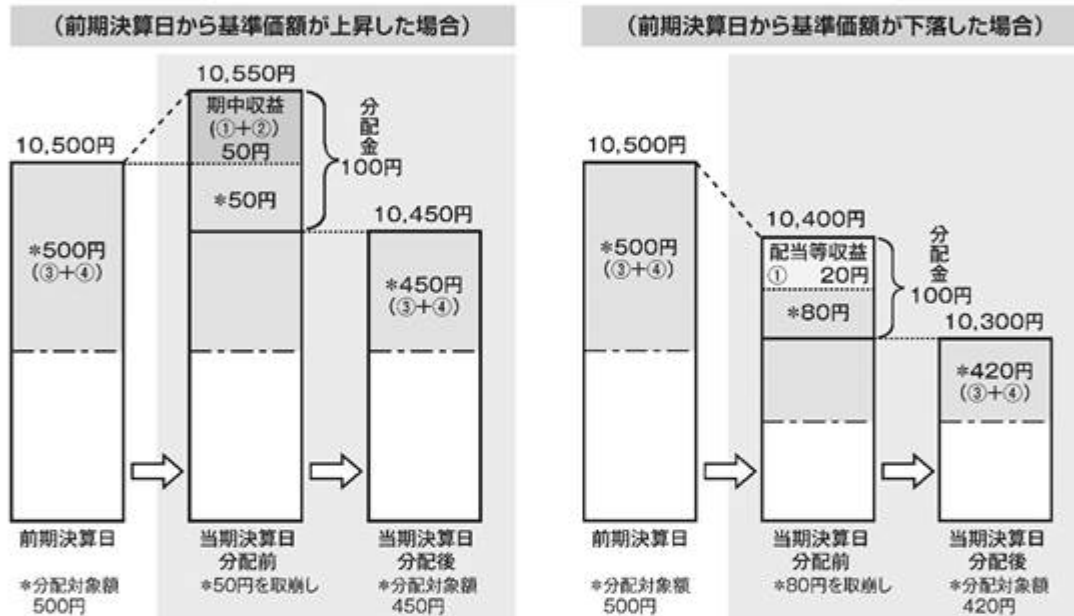 （前期決算日から基準価額が上昇した場合）
10,550円
期中収益
（①＋②）
50円
＊50円
分配金
100円
10,500円
＊500円
（③＋④）
10,450円
＊450円
（③＋④）
前期決算日
当期決算日
分配前
当期決算日
分配後
＊分配対象額
500円
＊50円を取崩し
＊分配対象額
450円
（前期決算日から基準価額が下落した場合）
10,500円
＊500円
（③＋④）
10,400円
配当等収益
① 20円
＊80円
分配金
100円
10,300円
＊420円
（③＋④）
前期決算日
当期決算日
分配前
当期決算日
分配後
＊分配対象額
500円
＊80円を取崩し
＊分配対象額
420円